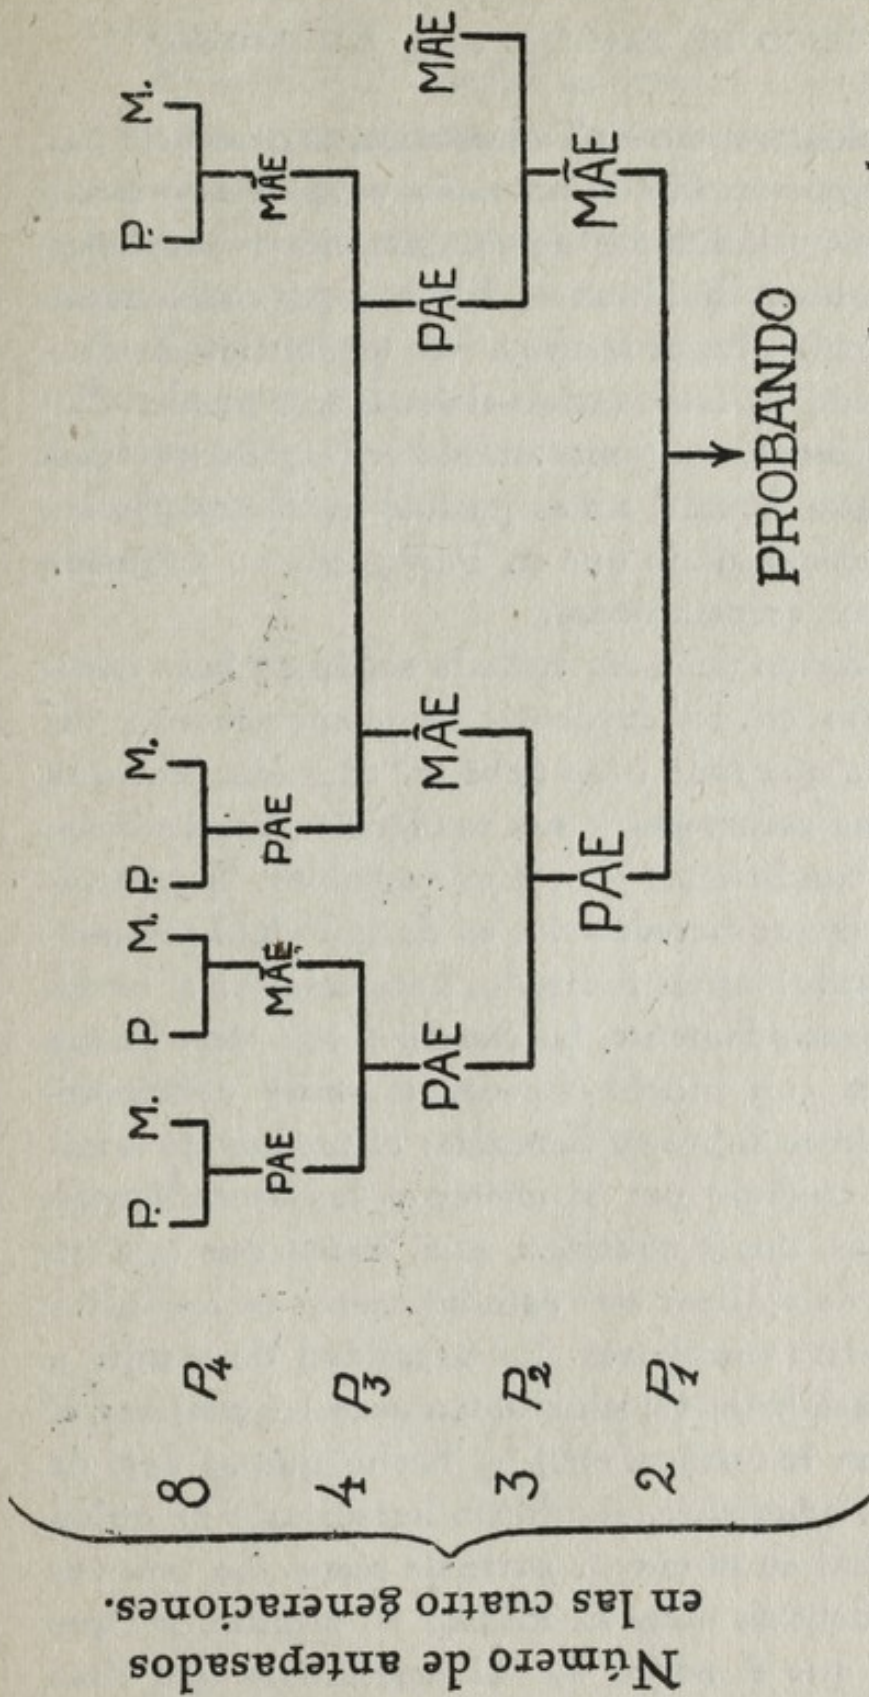 Número de antepasados
en las cuatro generaciones.
P. M. P M. P. M. P. M.
8 P4
PAE MÃE PAE MÃE
4 P3
PAE MÃE PAE MÃE
3 P2
PAE MÃE
2 P1
PROBANDO